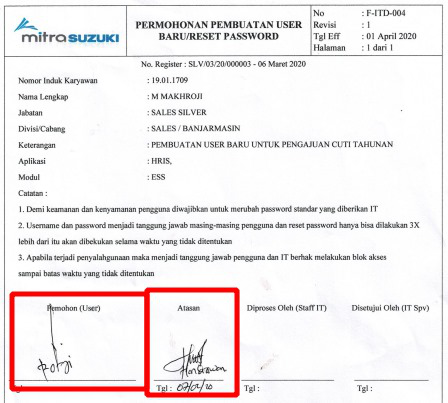 mitra SUZUKI
PERMOHONAN PEMBUATAN USER BARU/RESET PASSWORD
No : F-ITD-004
Revisi : 1
Tgl Eff : 01 April 2020
Halaman : 1 dari 1
No. Register : SLV/03/20/000003 - 06 Maret 2020
Nomor Induk Karyawan : 19.01.1709
Nama Lengkap : M MAKHROJI
Jabatan : SALES SILVER
Divisi/Cabang : SALES / BANJARMASIN
Keterangan : PEMBUATAN USER BARU UNTUK PENGAJUAN CUTI TAHUNAN
Aplikasi : HRIS,
Modul : ESS
Catatan :
1. Demi keamanan dan kenyamanan pengguna diwajibkan untuk merubah password standar yang diberikan IT
2. Username dan password menjadi tanggung jawab masing-masing pengguna dan reset password hanya bisa dilakukan 3X
lebih dari itu akan dibekukan selama waktu yang tidak ditentukan
3. Apabila terjadi penyalahgunaan maka menjadi tanggung jawab pengguna dan IT berhak melakukan blok akses
sampai batas waktu yang tidak ditentukan
Pemohon (User) Atasan Diproses Oleh (Staff IT) Disetujui Oleh (IT Spv)
Tgl Tgl : Tgl : Tgl :